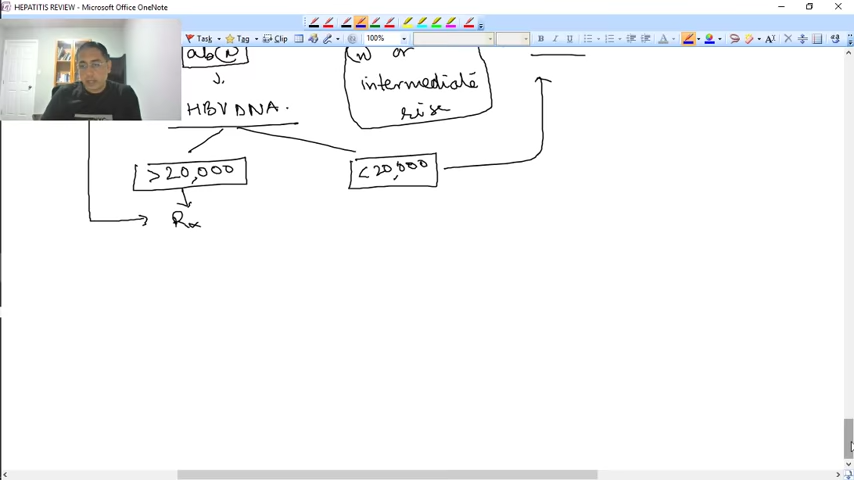 HEPATITIS REVIEW - Microsoft Office OneNote
Task
Tag
Clip
100%
B I U
ab(N)
(N) or
intermediate
rise
HBV DNA.
>20,000
<20,000
Rx